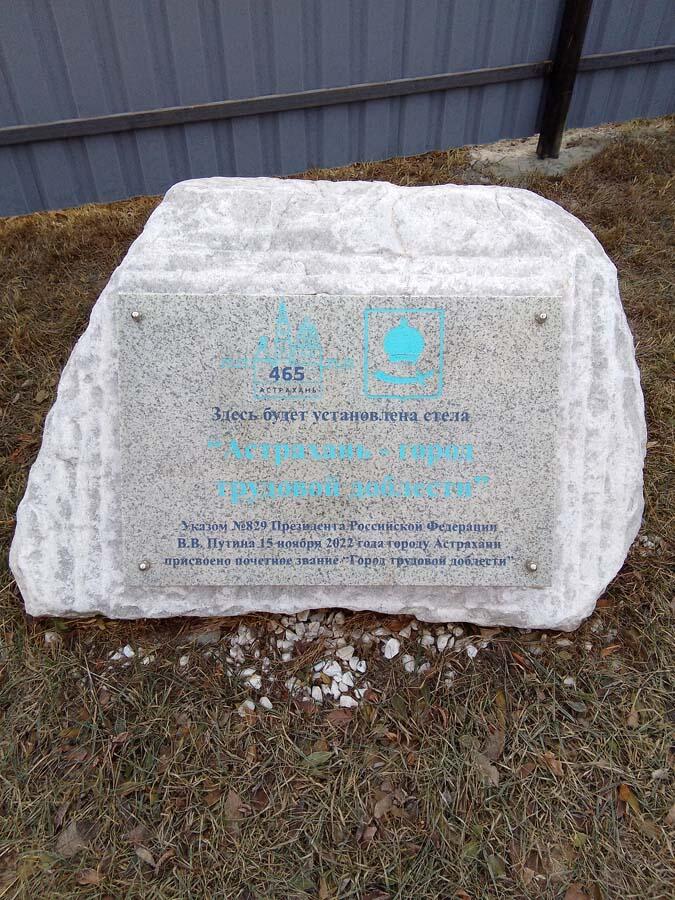 465
АСТРАХАНЬ
Здесь будет установлена стела
“Астрахань - город
трудовой доблести”
Указом №829 Президента Российской Федерации
В.В. Путина 15 ноября 2022 года городу Астрахани
присвоено почетное звание “Город трудовой доблести”